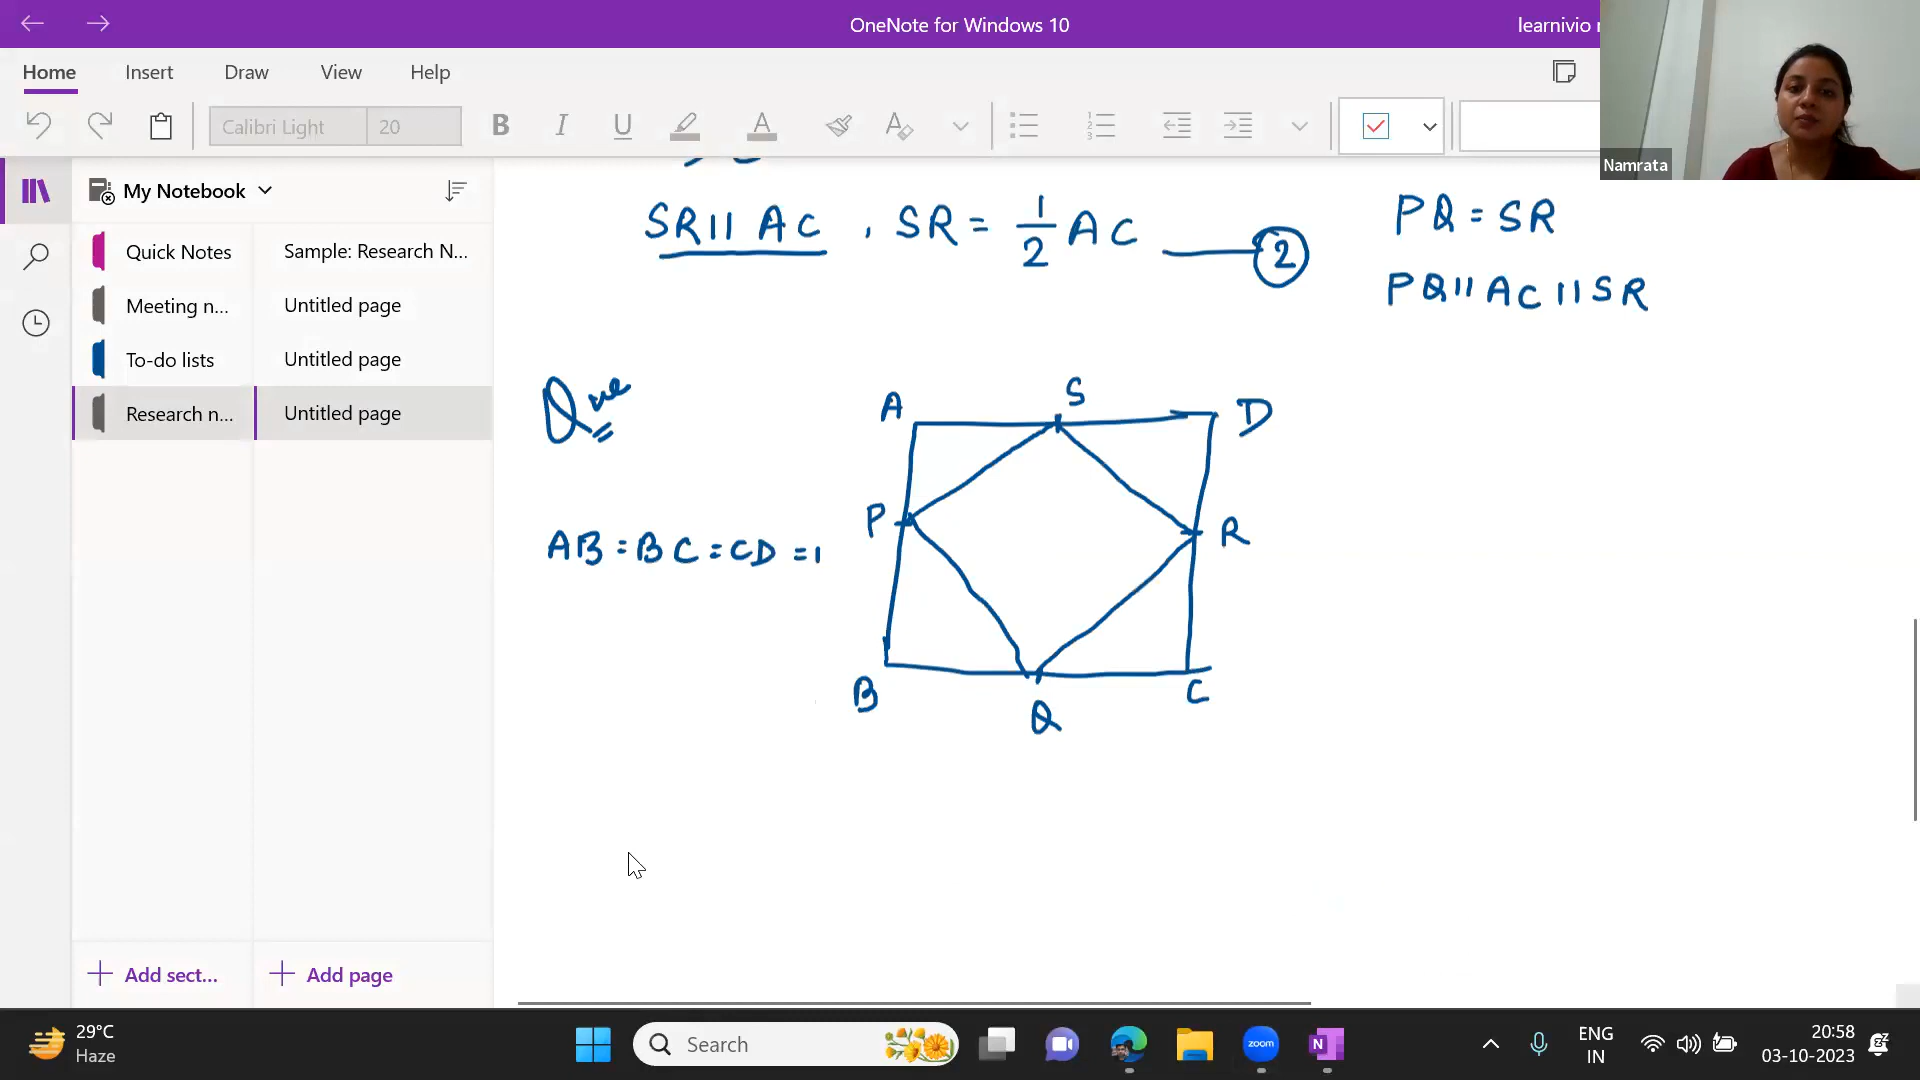 OneNote for Windows 10
learnivio
Home Insert Draw View Help
Calibri Light 20
B I U A A
Namrata
My Notebook
Quick Notes
Meeting n...
To-do lists
Research n...
Sample: Research N...
Untitled page
Untitled page
Untitled page
SR || AC , SR = 1/2 AC ——— 2
PQ = SR
PQ || AC || SR
Que
A S D
P R
AB = BC = CD = 1
B Q C
Add sect...
Add page
29°C
Haze
Search
zoom
N
ENG
IN
20:58
03-10-2023